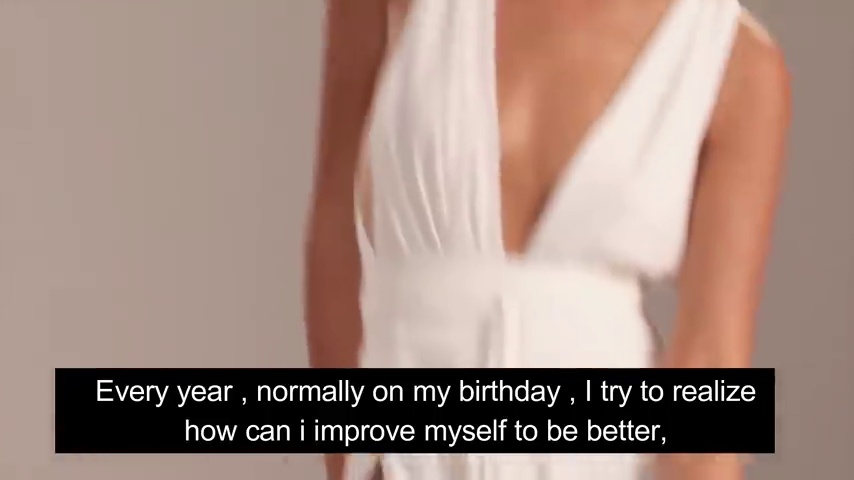 Every year , normally on my birthday , I try to realize
how can i improve myself to be better,